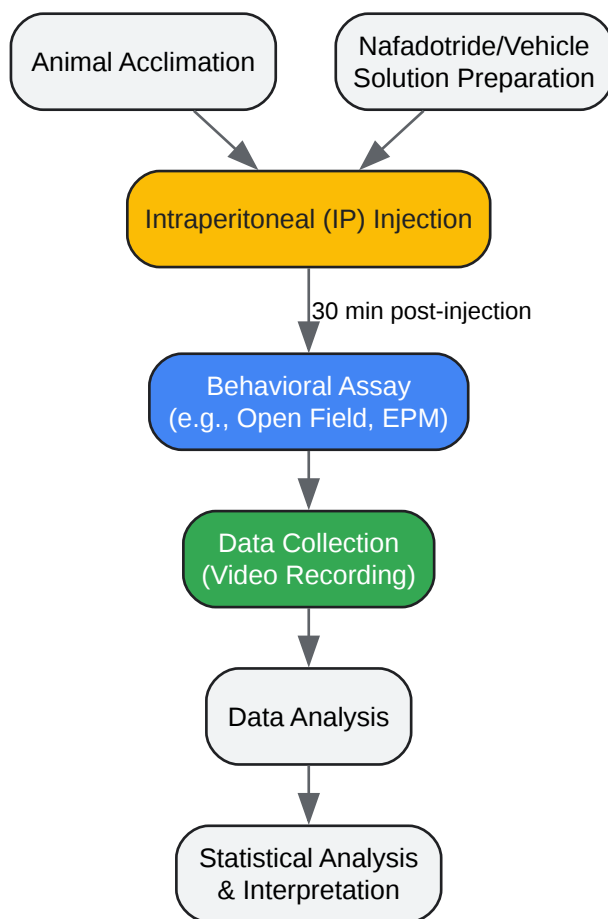 Animal Acclimation
Nafadotride/Vehicle
Solution Preparation
Intraperitoneal (IP) Injection
30 min post-injection
Behavioral Assay
(e.g., Open Field, EPM)
Data Collection
(Video Recording)
Data Analysis
Statistical Analysis
& Interpretation